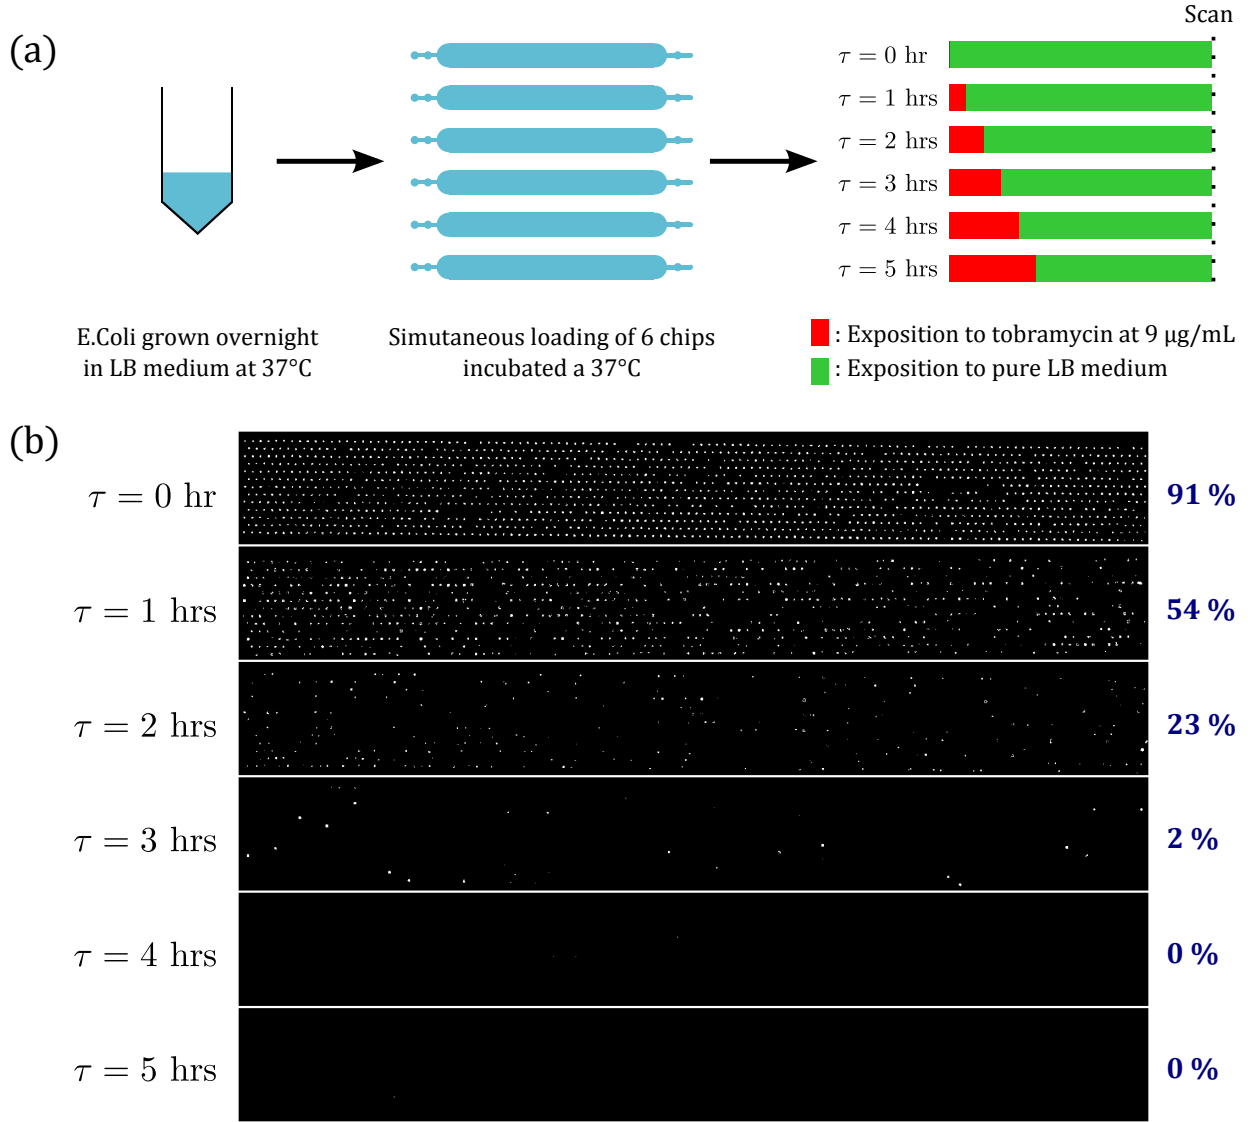 (a)
Scan
τ = 0 hr
τ = 1 hrs
τ = 2 hrs
τ = 3 hrs
τ = 4 hrs
τ = 5 hrs
E.Coli grown overnight
in LB medium at 37°C
Simutaneous loading of 6 chips
incubated a 37°C
: Exposition to tobramycin at 9 µg/mL
: Exposition to pure LB medium
(b)
τ = 0 hr
91 %
τ = 1 hrs
54 %
τ = 2 hrs
23 %
τ = 3 hrs
2 %
τ = 4 hrs
0 %
τ = 5 hrs
0 %